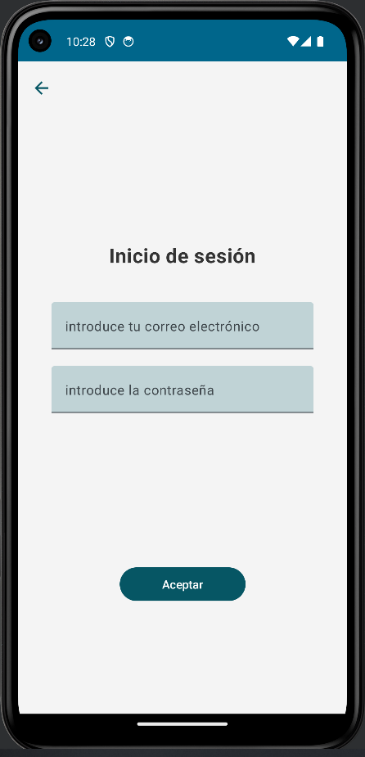 10:28
Inicio de sesión
introduce tu correo electrónico
introduce la contraseña
Aceptar